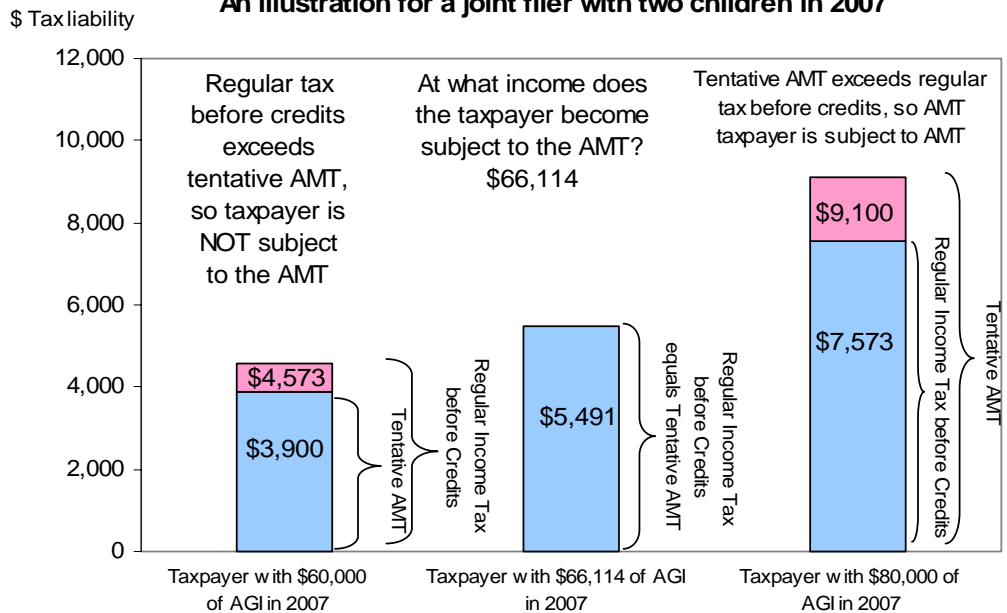 An illustration for a joint filer with two children in 2007
$ Tax liability
12,000
10,000
8,000
6,000
4,000
2,000
0
Regular tax
before credits
exceeds
tentative AMT,
so taxpayer is
NOT subject
to the AMT
At what income does
the taxpayer become
subject to the AMT?
$66,114
Tentative AMT exceeds regular
tax before credits, so AMT
taxpayer is subject to AMT
$4,573
$3,900
Tentative AMT
Regular Income Tax
before Credits
$5,491
Regular Income Tax
before Credits
equals Tentative AMT
$9,100
$7,573
Regular Income Tax before Credits
Tentative AMT
Taxpayer with $60,000
of AGI in 2007
Taxpayer with $66,114 of AGI
in 2007
Taxpayer with $80,000 of
AGI in 2007